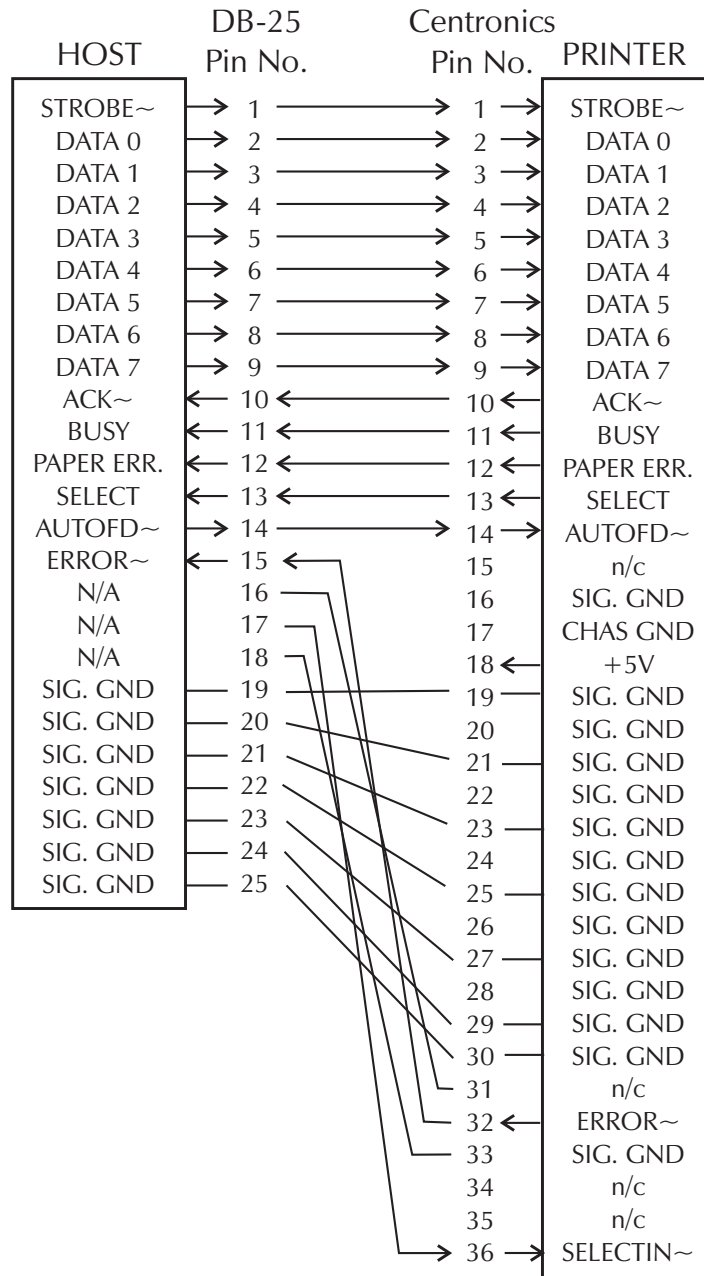 DB-25 Centronics
HOST Pin No. Pin No. PRINTER
STROBE~ 1 1 STROBE~
DATA 0 2 2 DATA 0
DATA 1 3 3 DATA 1
DATA 2 4 4 DATA 2
DATA 3 5 5 DATA 3
DATA 4 6 6 DATA 4
DATA 5 7 7 DATA 5
DATA 6 8 8 DATA 6
DATA 7 9 9 DATA 7
ACK~ 10 10 ACK~
BUSY 11 11 BUSY
PAPER ERR. 12 12 PAPER ERR.
SELECT 13 13 SELECT
AUTOFD~ 14 14 AUTOFD~
ERROR~ 15 15 n/c
N/A 16 16 SIG. GND
N/A 17 17 CHAS GND
N/A 18 18 +5V
SIG. GND 19 19 SIG. GND
SIG. GND 20 20 SIG. GND
SIG. GND 21 21 SIG. GND
SIG. GND 22 22 SIG. GND
SIG. GND 23 23 SIG. GND
SIG. GND 24 24 SIG. GND
SIG. GND 25 25 SIG. GND
26 SIG. GND
27 SIG. GND
28 SIG. GND
29 SIG. GND
30 SIG. GND
31 n/c
32 ERROR~
33 SIG. GND
34 n/c
35 n/c
36 SELECTIN~